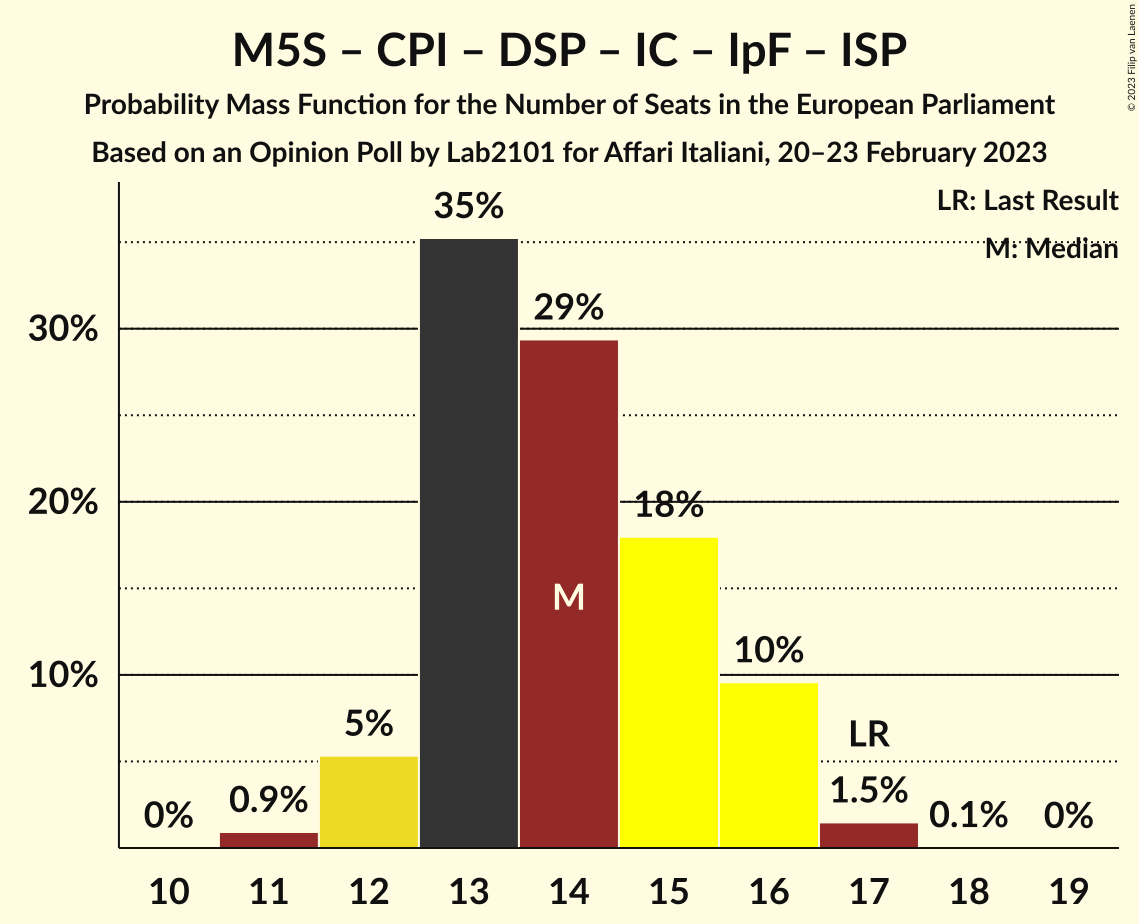 M5S – CPI – DSP – IC – IpF – ISP
Probability Mass Function for the Number of Seats in the European Parliament
Based on an Opinion Poll by Lab2101 for Affari Italiani, 20–23 February 2023
© 2023 Filip van Laenen
LR: Last Result
M: Median
35%
29%
18%
10%
LR
5%
1.5%
0.9%
0%
0.1%
0%
M
30%
20%
10%
10 11 12 13 14 15 16 17 18 19